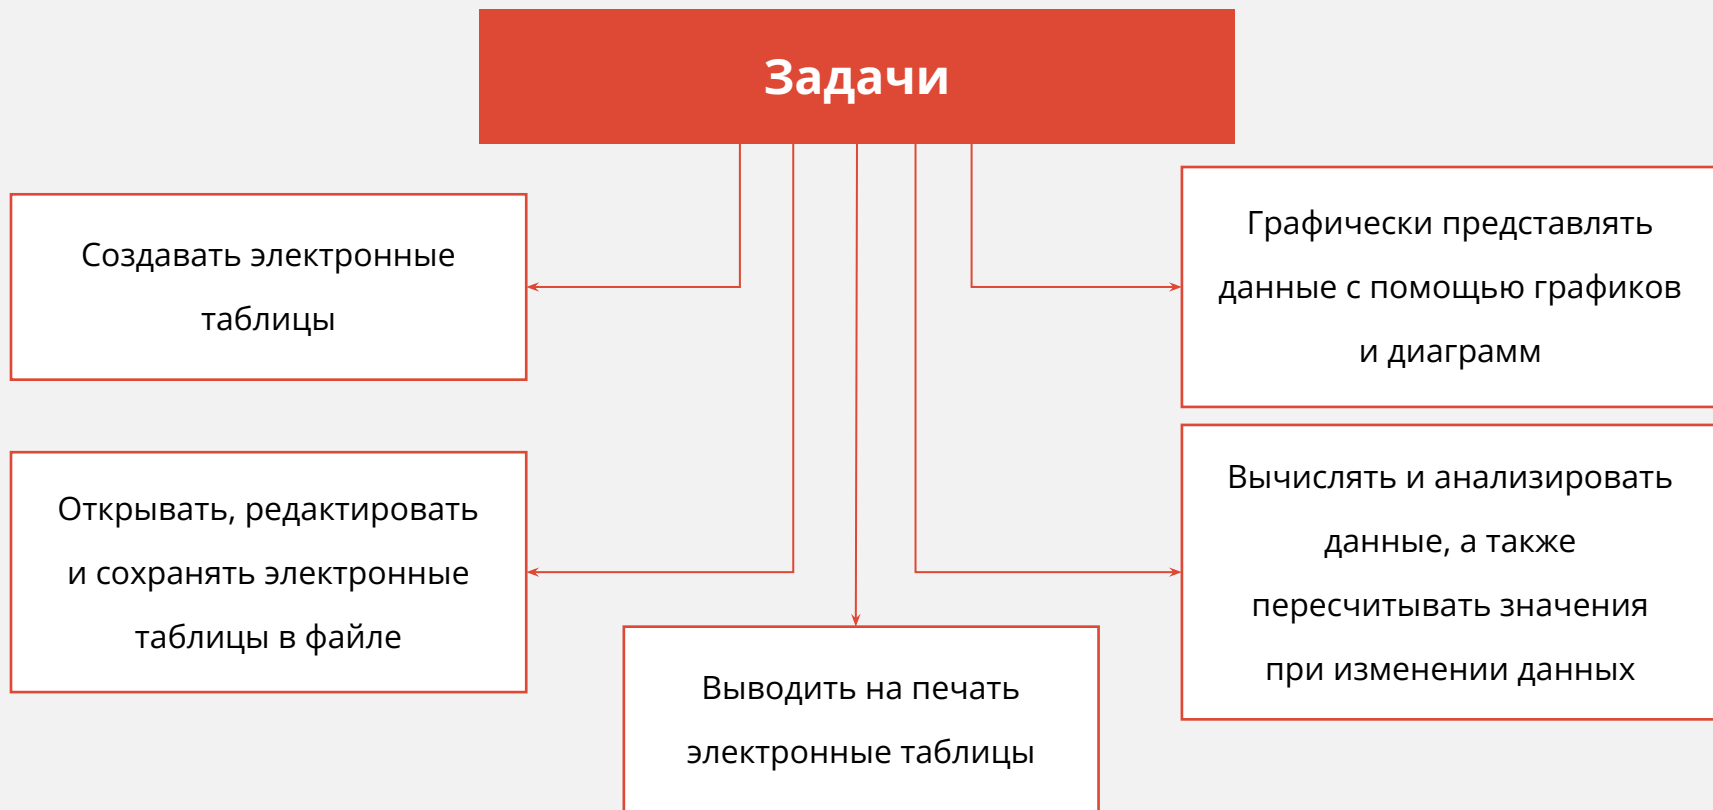 Задачи
Создавать электронные
таблицы
Открывать, редактировать
и сохранять электронные
таблицы в файле
Выводить на печать
электронные таблицы
Графически представлять
данные с помощью графиков
и диаграмм
Вычислять и анализировать
данные, а также
пересчитывать значения
при изменении данных